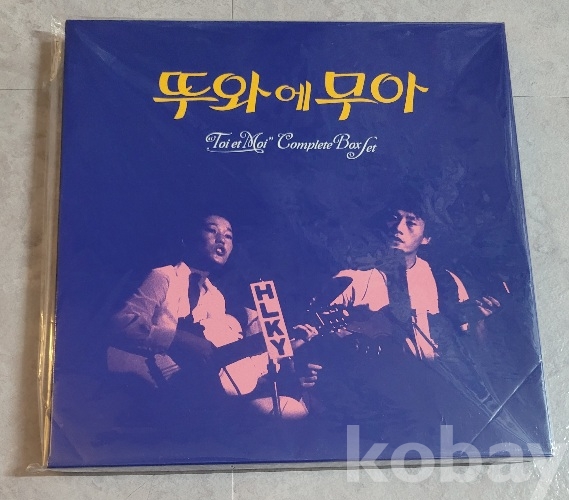 뚜와에무아
"Toi et Moi" Complete Box Set
HLKY
kobay